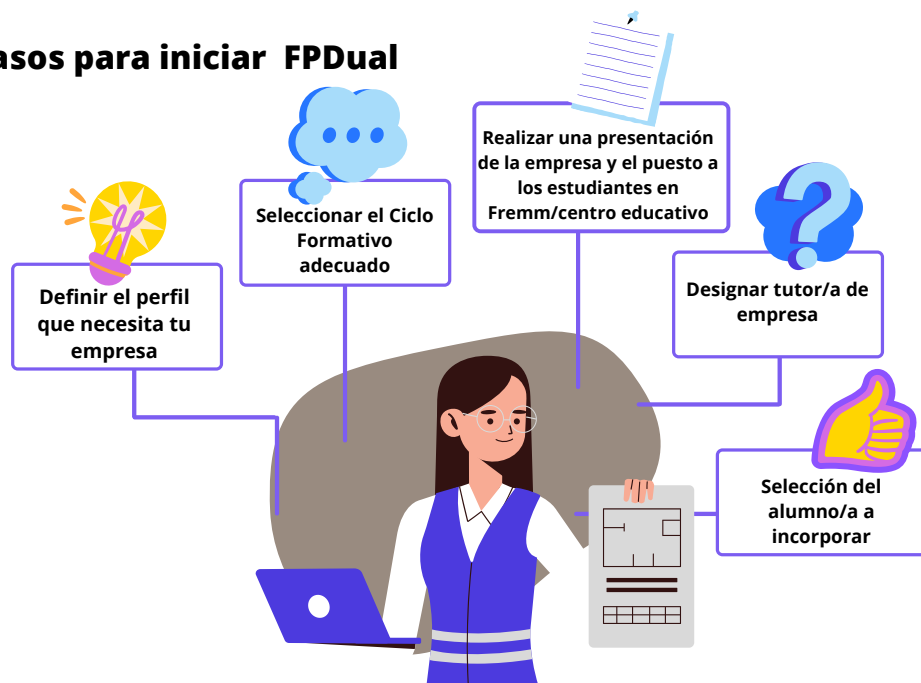 asos para iniciar FPDual
Definir el perfil
que necesita tu
empresa
Seleccionar el Ciclo
Formativo
adecuado
Realizar una presentación
de la empresa y el puesto a
los estudiantes en
Fremm/centro educativo
Designar tutor/a de
empresa
Selección del
alumno/a a
incorporar